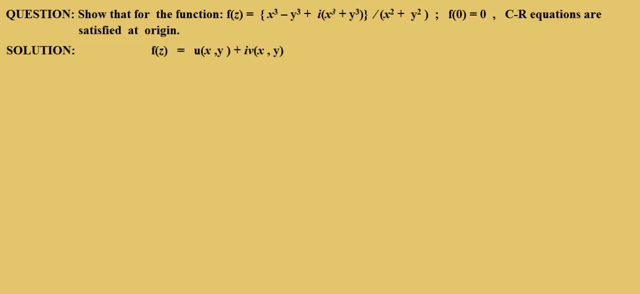 QUESTION: Show that for the function: f(z) = { x³ – y³ + i(x³ + y³)} / (x² + y² ) ; f(0) = 0 , C-R equations are
satisfied at origin.
SOLUTION: f(z) = u(x ,y ) + iv(x , y)